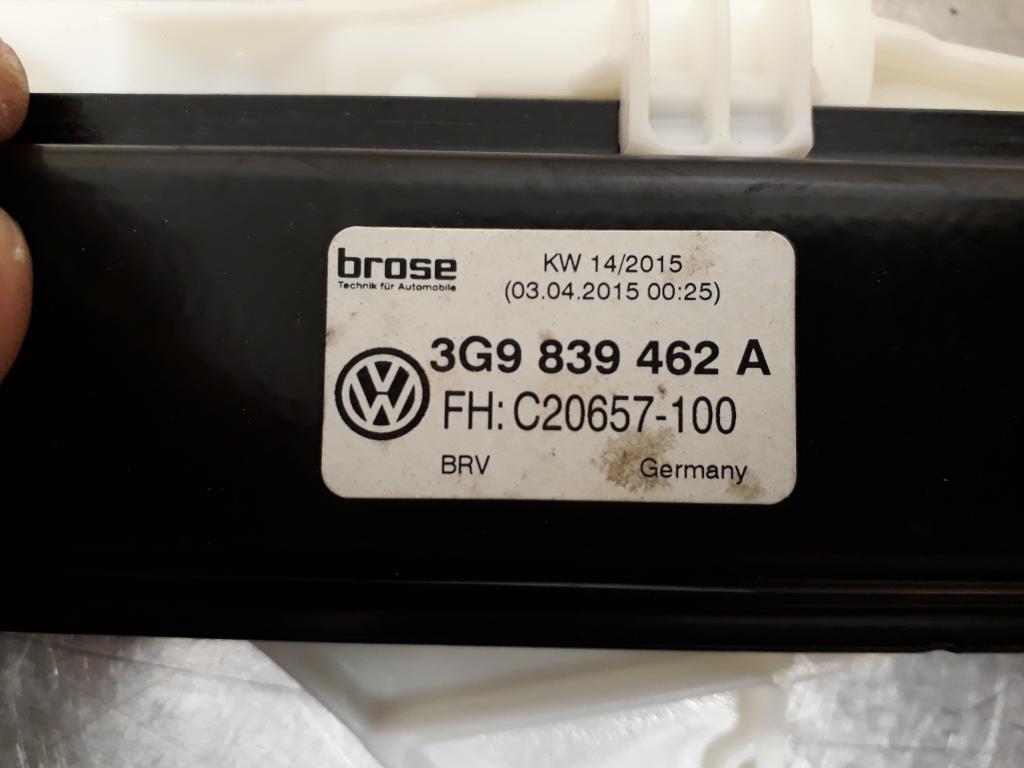 brose
Technik für Automobile
KW 14/2015
(03.04.2015 00:25)
3G9 839 462 A
FH: C20657-100
BRV
Germany